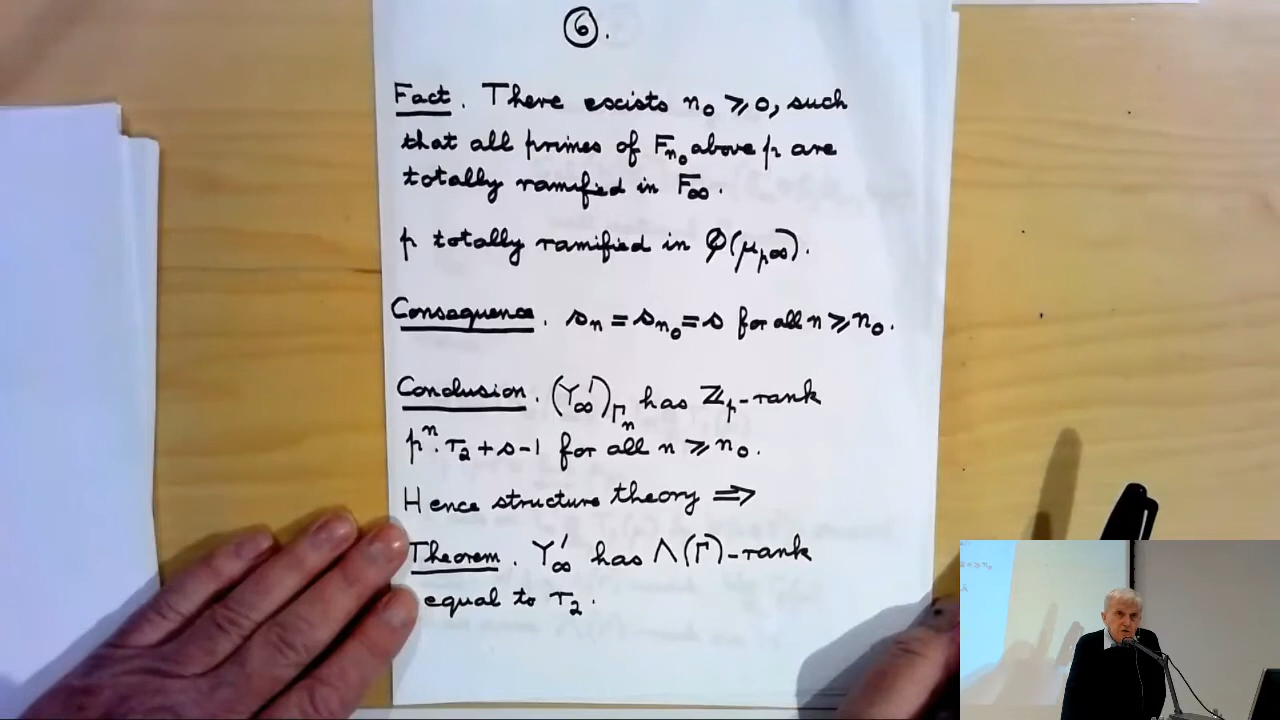 ⑥.
Fact. There exists n₀ ⩾ 0, such
that all primes of F_{n₀} above p are
totally ramified in F_∞.
p totally ramified in Q(μ_{p^∞}).
Consequence. s_n = s_{n₀} = s for all n ⩾ n₀.
Conclusion. (Y'_∞)_{Γ_n} has ℤ_p-rank
pⁿ·r₂ + s-1 for all n ⩾ n₀.
Hence structure theory ⟹
Theorem. Y'_∞ has Λ(Γ)-rank
equal to r₂.